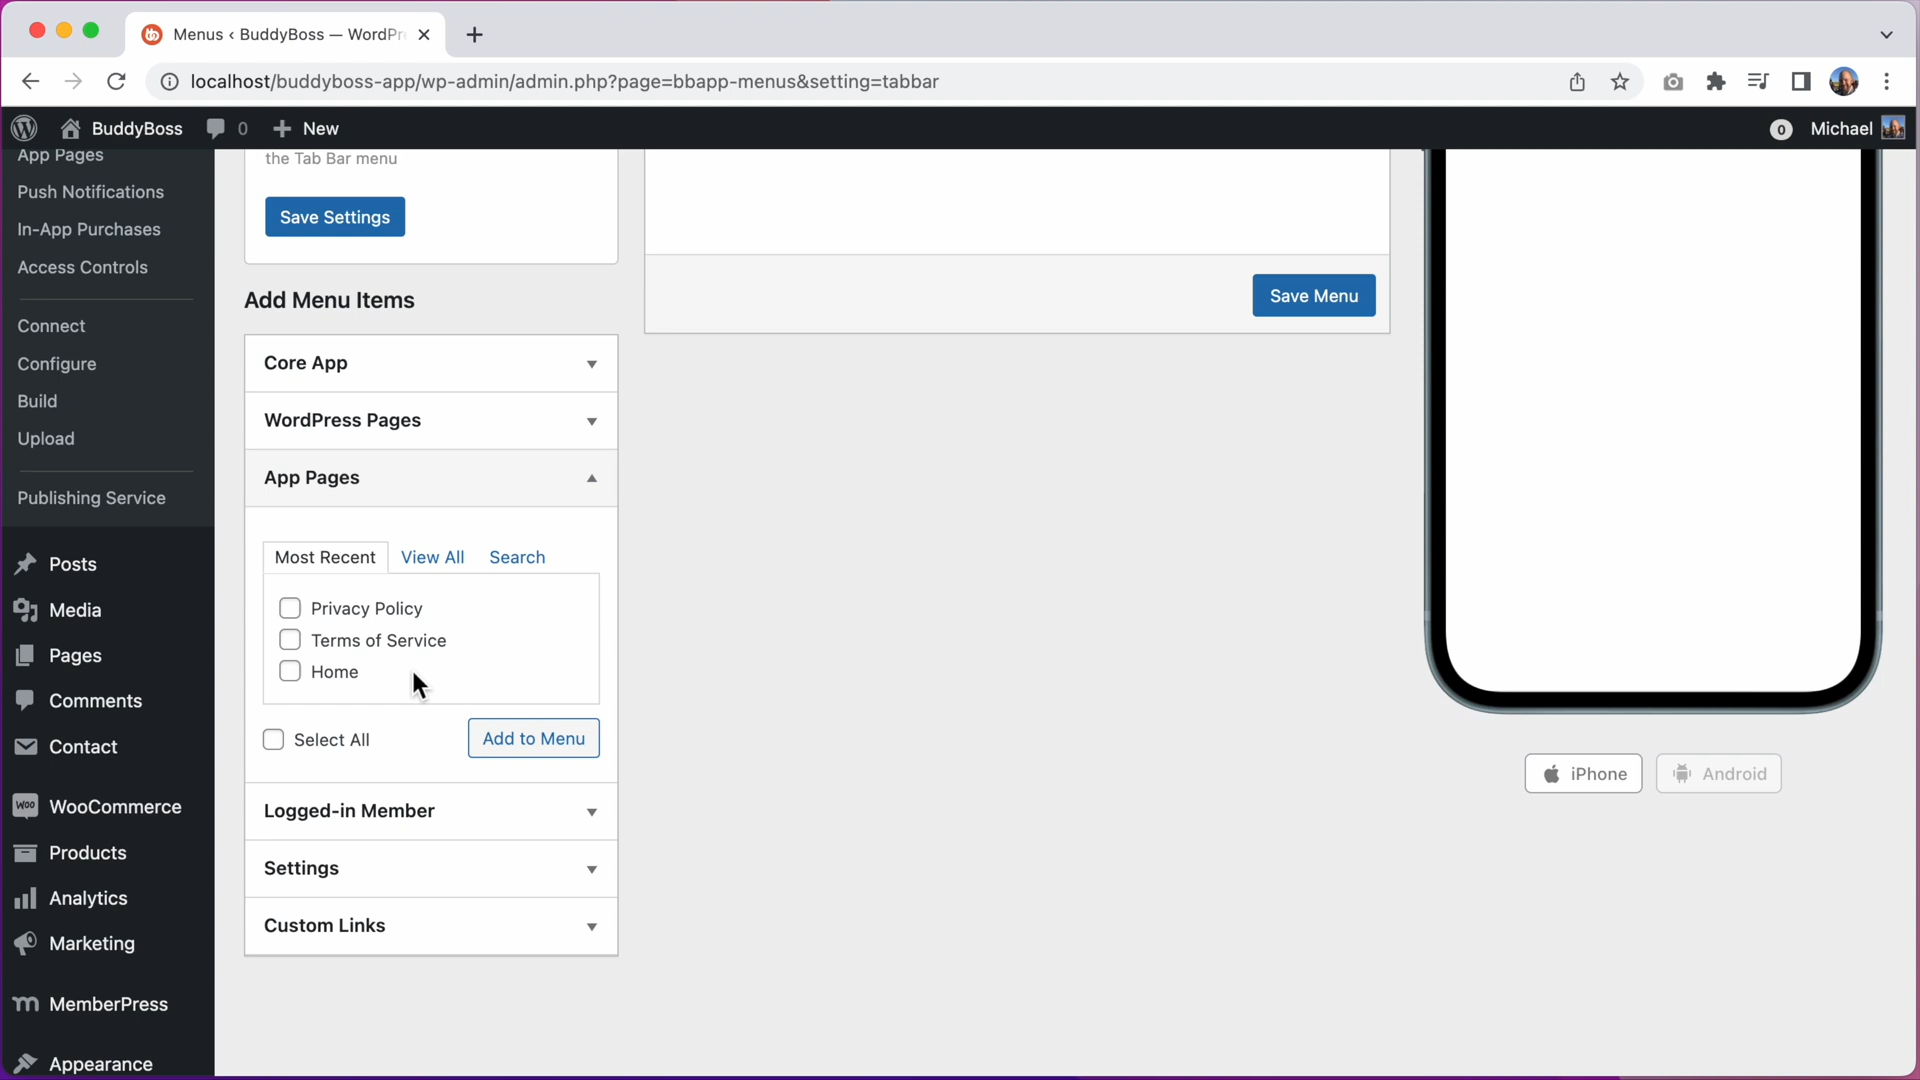 Menus ‹ BuddyBoss — WordPr
localhost/buddyboss-app/wp-admin/admin.php?page=bbapp-menus&setting=tabbar
BuddyBoss
0
New
0
Michael
App Pages
Push Notifications
In-App Purchases
Access Controls
Connect
Configure
Build
Upload
Publishing Service
Posts
Media
Pages
Comments
Contact
WooCommerce
Products
Analytics
Marketing
MemberPress
Appearance
the Tab Bar menu
Save Settings
Add Menu Items
Core App
WordPress Pages
App Pages
Most Recent View All Search
Privacy Policy
Terms of Service
Home
Select All
Add to Menu
Logged-in Member
Settings
Custom Links
Save Menu
iPhone
Android